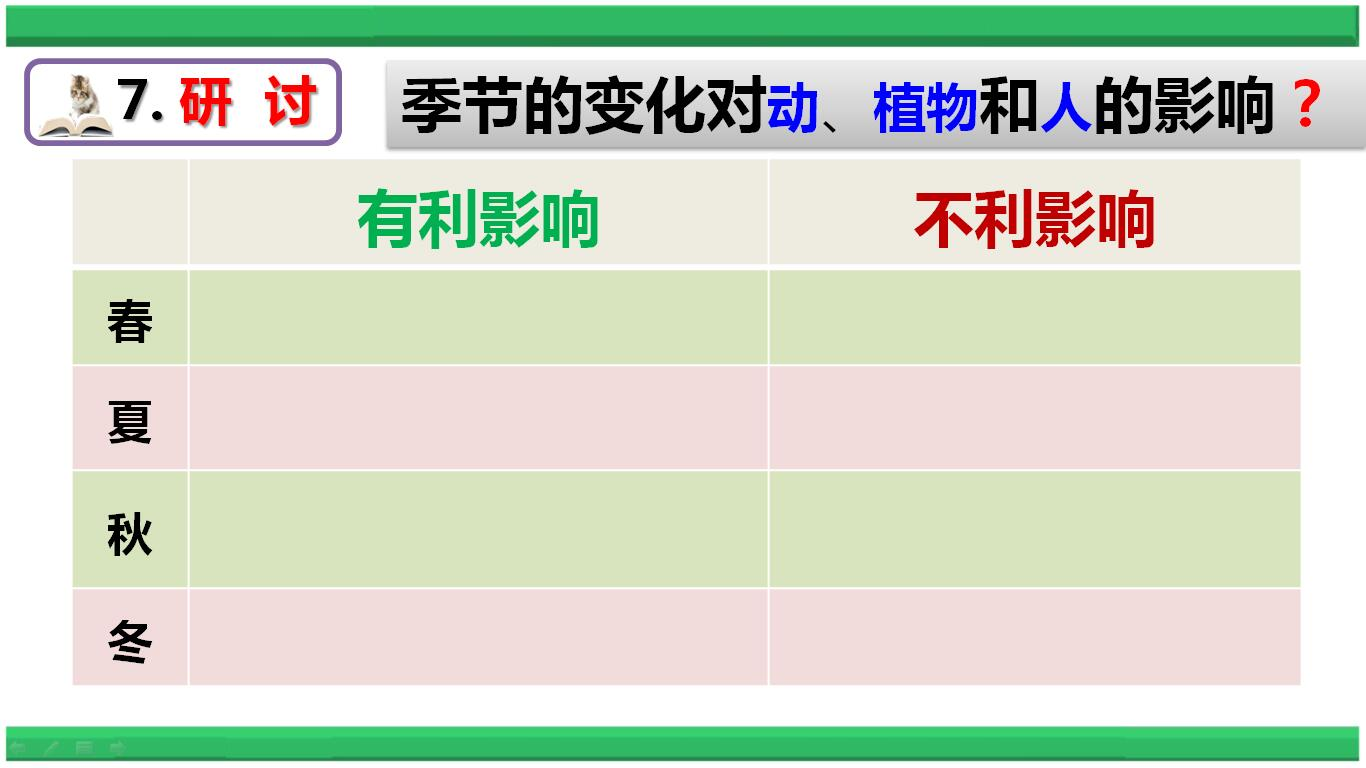 7. 研 讨
季节的变化对动、植物和人的影响？
有利影响 不利影响
春
夏
秋
冬